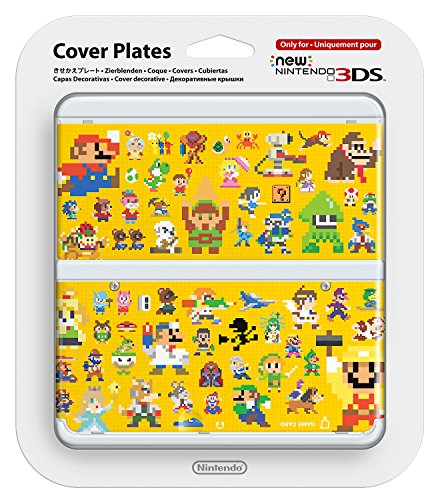 Cover Plates
きせかえプレート・Zierblenden・Coque・Covers・Cubiertas
Capas Decorativas・Cover decorative・Декоративные крышки
Only for・Uniquement pour
new
NINTENDO 3DS
GAME CARD
Nintendo